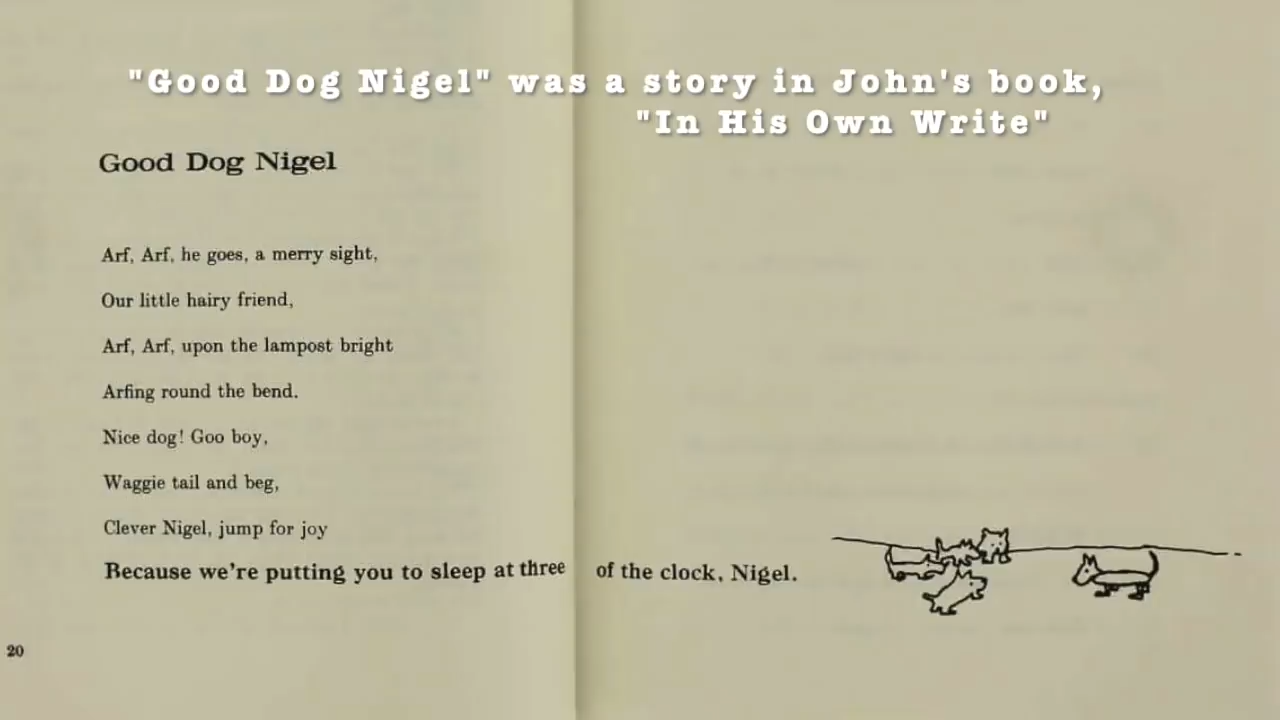 "Good Dog Nigel" was a story in John's book,
"In His Own Write"
Good Dog Nigel
Arf, Arf, he goes, a merry sight,
Our little hairy friend,
Arf, Arf, upon the lampost bright
Arfing round the bend.
Nice dog! Goo boy,
Waggie tail and beg,
Clever Nigel, jump for joy
Because we're putting you to sleep at three of the clock, Nigel.
20